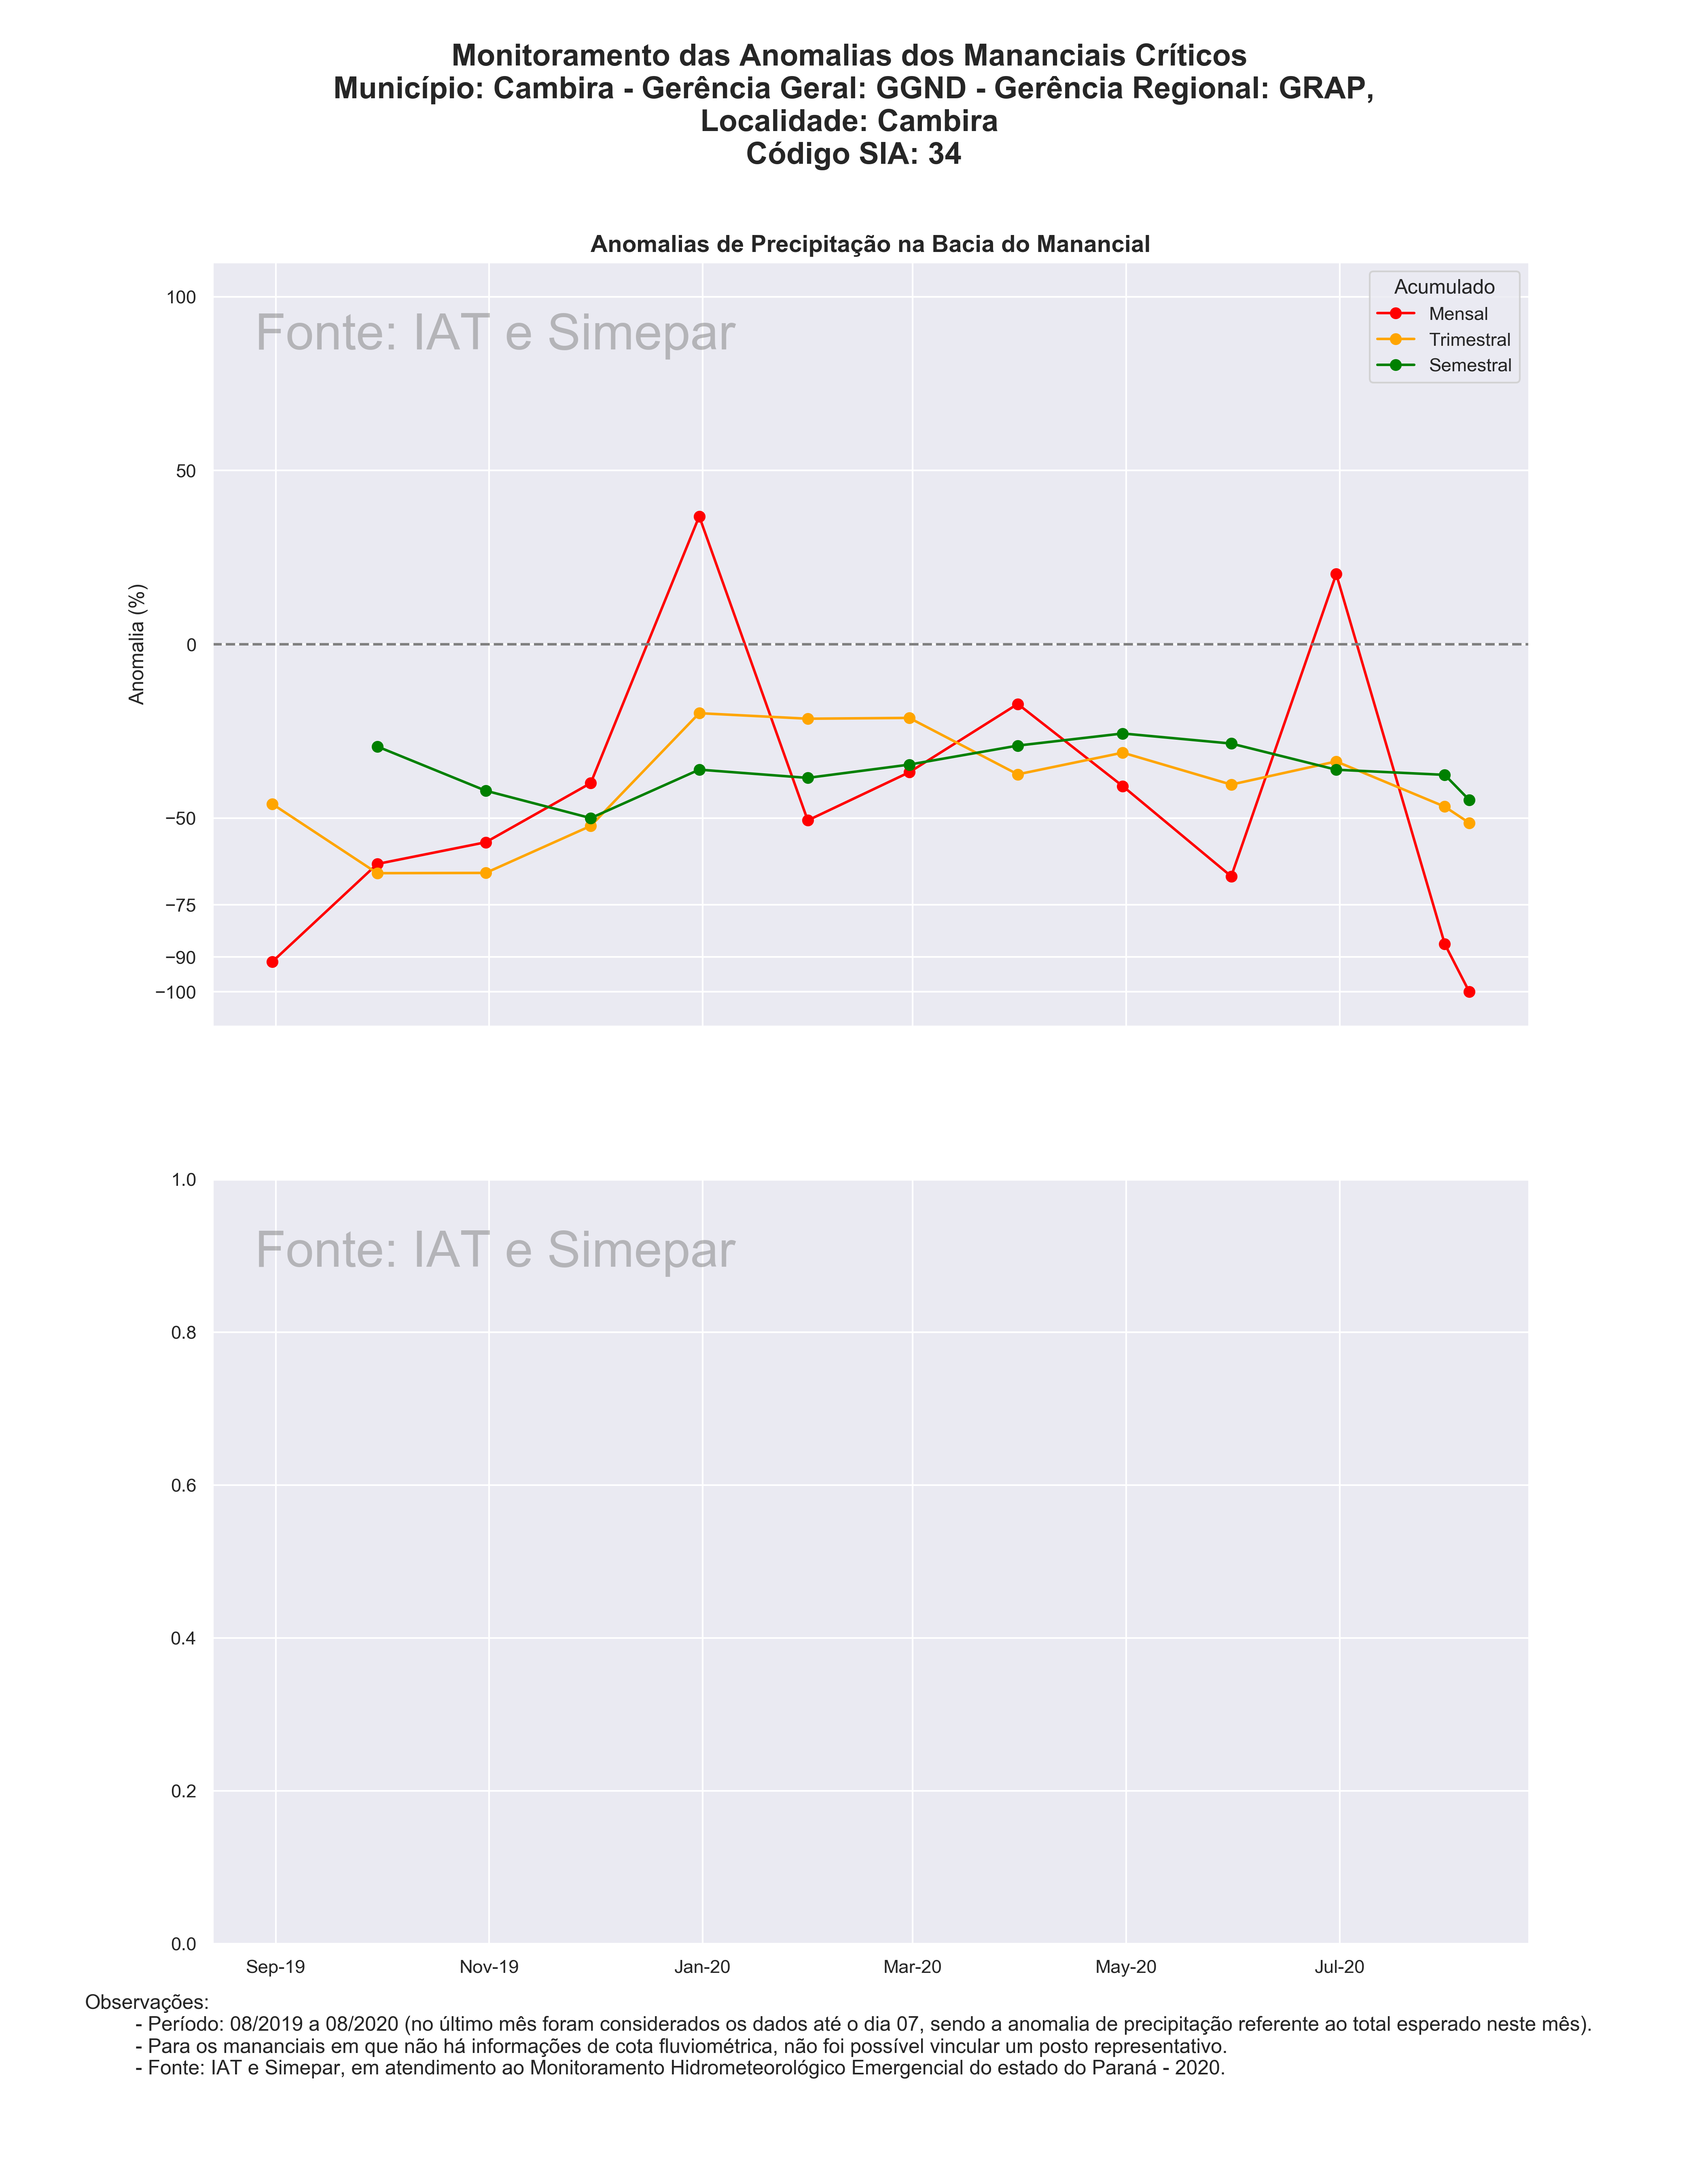 Monitoramento das Anomalias dos Mananciais Críticos
Município: Cambira - Gerência Geral: GGND - Gerência Regional: GRAP,
Localidade: Cambira
Código SIA: 34
Anomalias de Precipitação na Bacia do Manancial
Fonte: IAT e Simepar
Acumulado
Mensal
Trimestral
Semestral
Anomalia (%)
100
50
0
−50
−75
−90
−100
Fonte: IAT e Simepar
1.0
0.8
0.6
0.4
0.2
0.0
Sep-19 Nov-19 Jan-20 Mar-20 May-20 Jul-20
Observações:
- Período: 08/2019 a 08/2020 (no último mês foram considerados os dados até o dia 07, sendo a anomalia de precipitação referente ao total esperado neste mês).
- Para os mananciais em que não há informações de cota fluviométrica, não foi possível vincular um posto representativo.
- Fonte: IAT e Simepar, em atendimento ao Monitoramento Hidrometeorológico Emergencial do estado do Paraná - 2020.